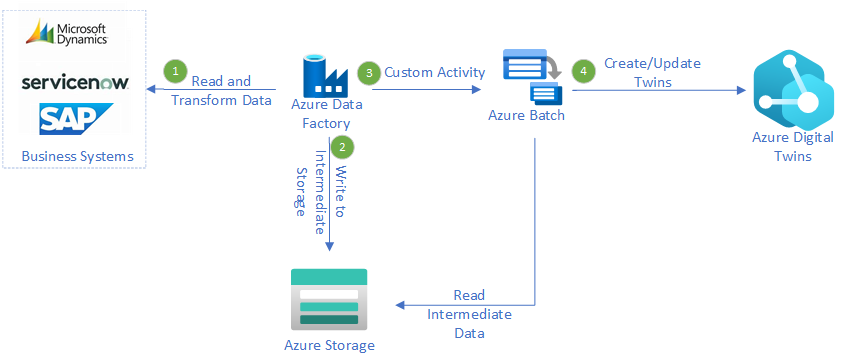 Microsoft
Dynamics
servicenow
SAP
Business Systems
1
Read and
Transform Data
Azure Data
Factory
2
Write to
Intermediate
Storage
3
Custom Activity
Azure Batch
4
Create/Update
Twins
Azure Digital
Twins
Read
Intermediate
Data
Azure Storage